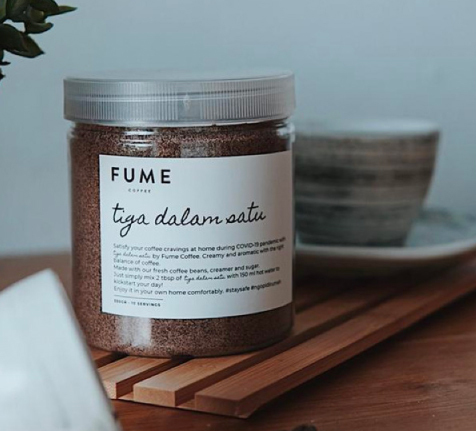 FUME
COFFEE
tiga dalam satu
Satisfy your coffee cravings at home during COVID-19 pandemic with
tiga dalam satu by Fume Coffee. Creamy and aromatic with the right
balance of coffee.
Made with our fresh coffee beans, creamer and sugar.
Just simply mix 2 tbsp of tiga dalam satu with 150 ml hot water to
kickstart your day!
Enjoy it in your own home comfortably. #staysafe
12 SERVINGS